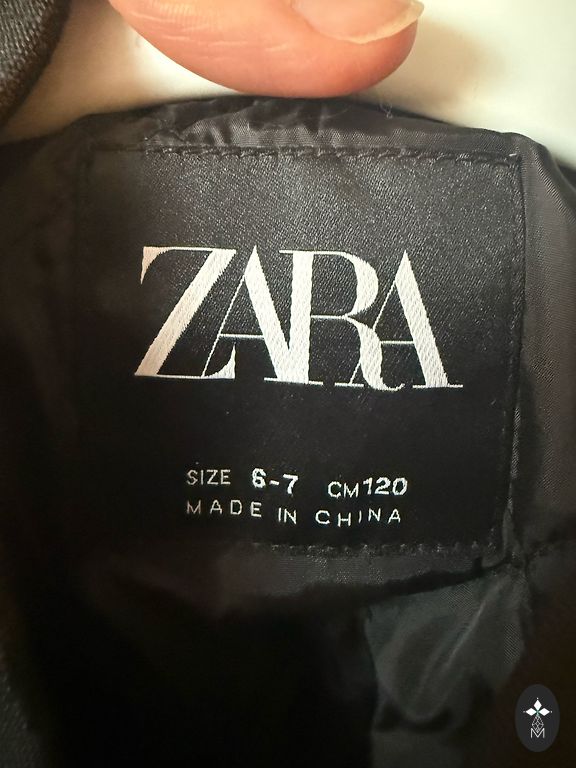 ZARA
SIZE 6-7 CM120
MADE IN CHINA
M